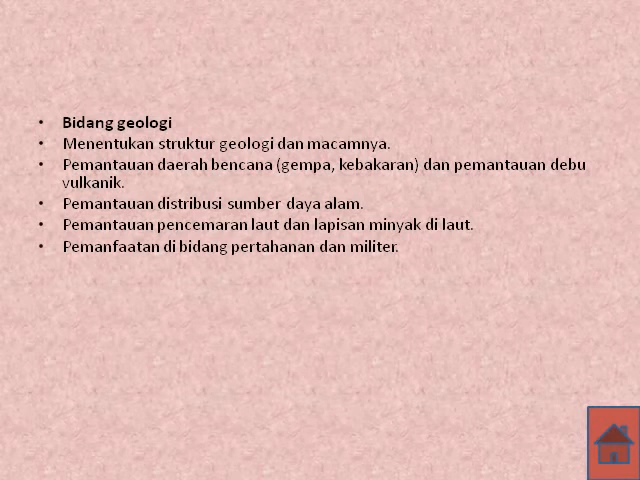 • Bidang geologi
• Menentukan struktur geologi dan macamnya.
• Pemantauan daerah bencana (gempa, kebakaran) dan pemantauan debu
vulkanik.
• Pemantauan distribusi sumber daya alam.
• Pemantauan pencemaran laut dan lapisan minyak di laut.
• Pemanfaatan di bidang pertahanan dan militer.